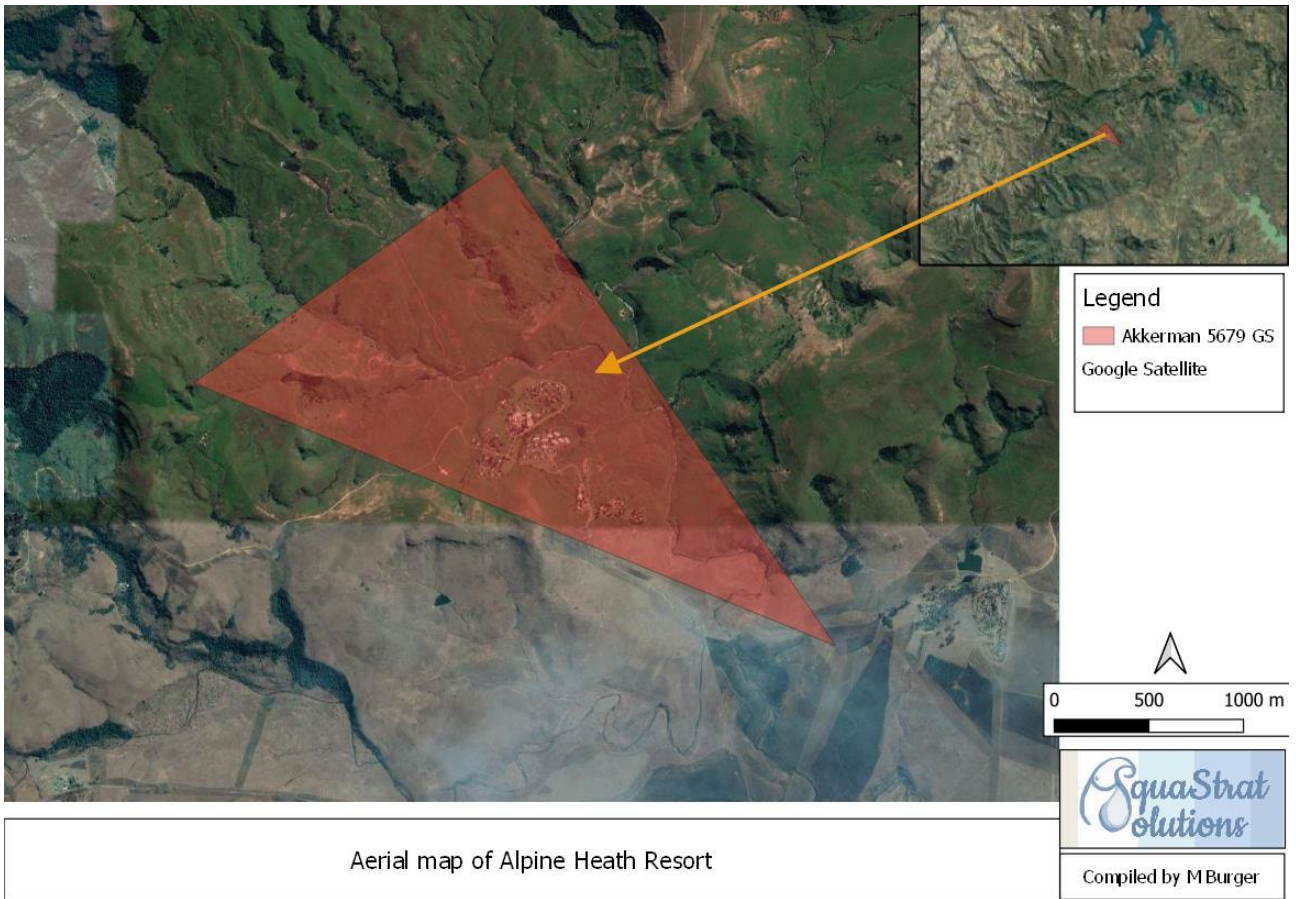 Legend
Akkerman 5679 GS
Google Satellite
0 500 1000 m
AquaStrat
Solutions
Aerial map of Alpine Heath Resort
Compiled by M Burger